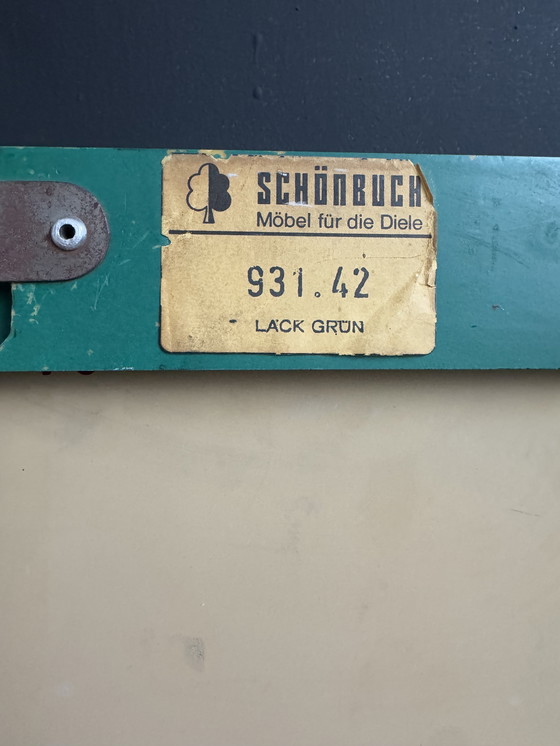 SCHÖNBUCH
Möbel für die Diele
931.42
LACK GRÜN